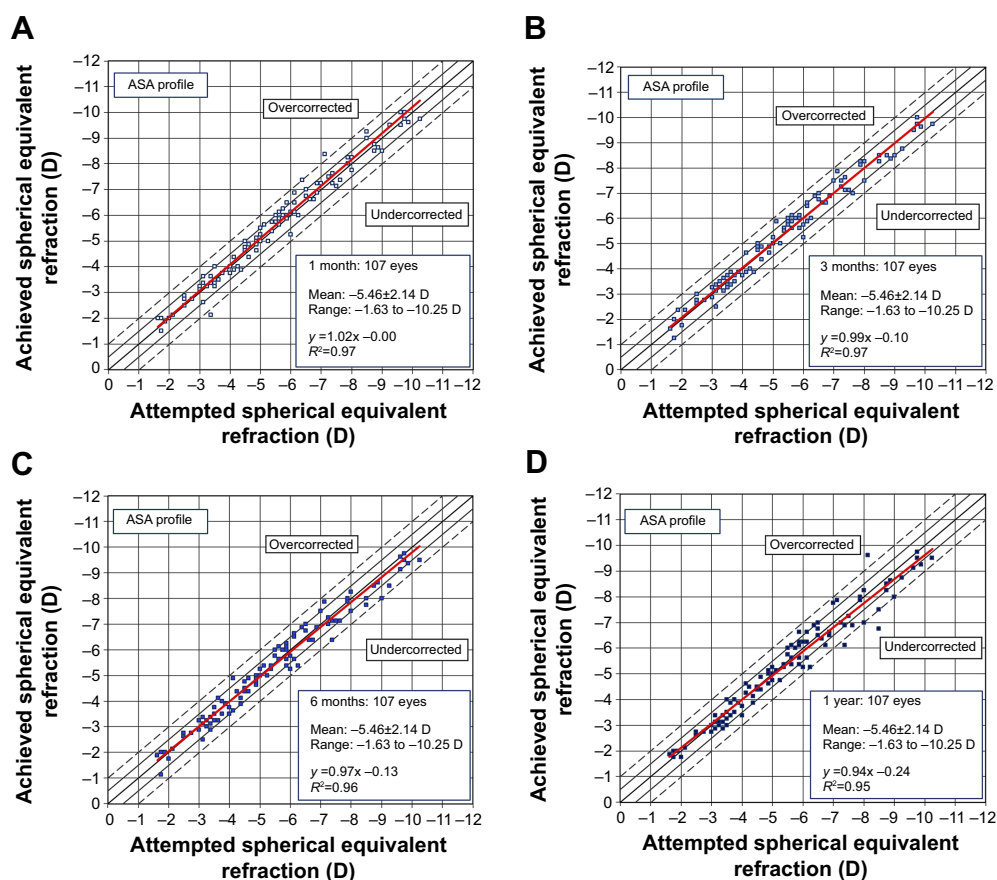 A
Achieved spherical equivalent
refraction (D)
–12
–11
–10
–9
–8
–7
–6
–5
–4
–3
–2
–1
0
ASA profile
Overcorrected
Undercorrected
1 month: 107 eyes
Mean: –5.46±2.14 D
Range: –1.63 to –10.25 D
y =1.02x –0.00
R²=0.97
0 –1 –2 –3 –4 –5 –6 –7 –8 –9 –10 –11 –12
Attempted spherical equivalent
refraction (D)
B
Achieved spherical equivalent
refraction (D)
–12
–11
–10
–9
–8
–7
–6
–5
–4
–3
–2
–1
0
ASA profile
Overcorrected
Undercorrected
3 months: 107 eyes
Mean: –5.46±2.14 D
Range: –1.63 to –10.25 D
y =0.99x –0.10
R²=0.97
0 –1 –2 –3 –4 –5 –6 –7 –8 –9 –10 –11 –12
Attempted spherical equivalent
refraction (D)
C
Achieved spherical equivalent
refraction (D)
–12
–11
–10
–9
–8
–7
–6
–5
–4
–3
–2
–1
0
ASA profile
Overcorrected
Undercorrected
6 months: 107 eyes
Mean: –5.46±2.14 D
Range: –1.63 to –10.25 D
y =0.97x –0.13
R²=0.96
0 –1 –2 –3 –4 –5 –6 –7 –8 –9 –10 –11 –12
Attempted spherical equivalent
refraction (D)
D
Achieved spherical equivalent
refraction (D)
–12
–11
–10
–9
–8
–7
–6
–5
–4
–3
–2
–1
0
ASA profile
Overcorrected
Undercorrected
1 year: 107 eyes
Mean: –5.46±2.14 D
Range: –1.63 to –10.25 D
y =0.94x –0.24
R²=0.95
0 –1 –2 –3 –4 –5 –6 –7 –8 –9 –10 –11 –12
Attempted spherical equivalent
refraction (D)